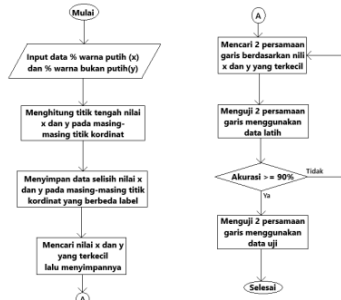 Mulai
Input data % warna putih (x)
dan % warna bukan putih(y)
Menghitung titik tengah nilai
x dan y pada masing-
masing titik kordinat
Menyimpan data selisih nilai x
dan y pada masing-masing titik
kordinat yang berbeda label
Mencari nilai x dan y
yang terkecil
lalu menyimpannya
A
A
Mencari 2 persamaan
garis berdasarkan nili
x dan y yang terkecil
Menguji 2 persamaan
garis menggunakan
data latih
Akurasi >= 90%
Tidak
Ya
Menguji 2 persamaan
garis menggunakan
data uji
Selesai